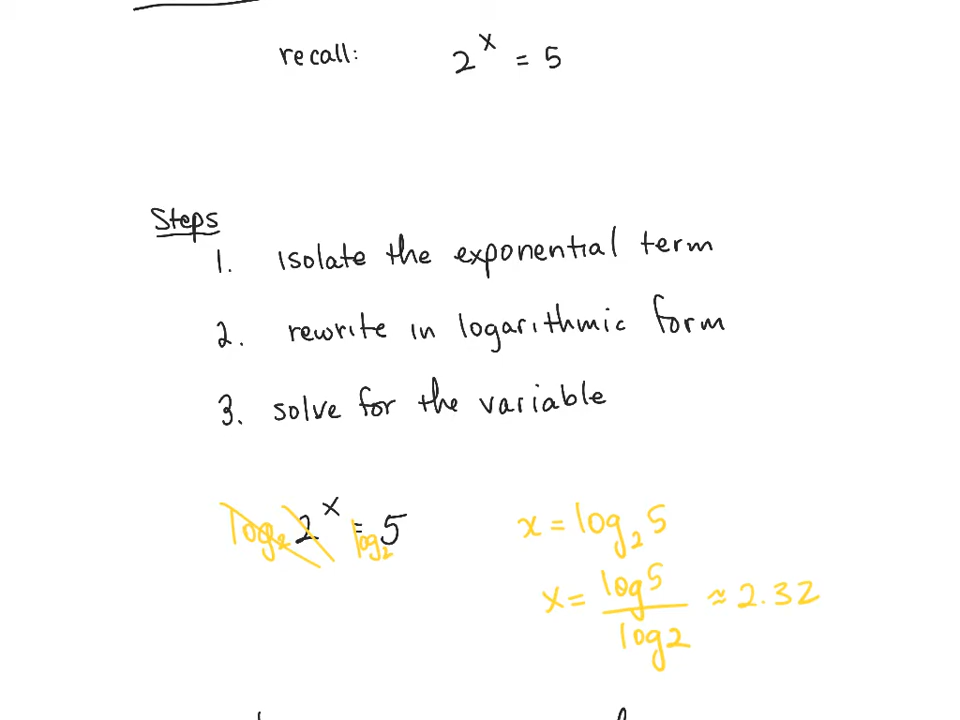 recall: 2^x = 5
Steps
1. isolate the exponential term
2. rewrite in logarithmic form
3. solve for the variable
log₂ 2^x = log₂ 5
x = log₂ 5
x = log5/log2 ≈ 2.32